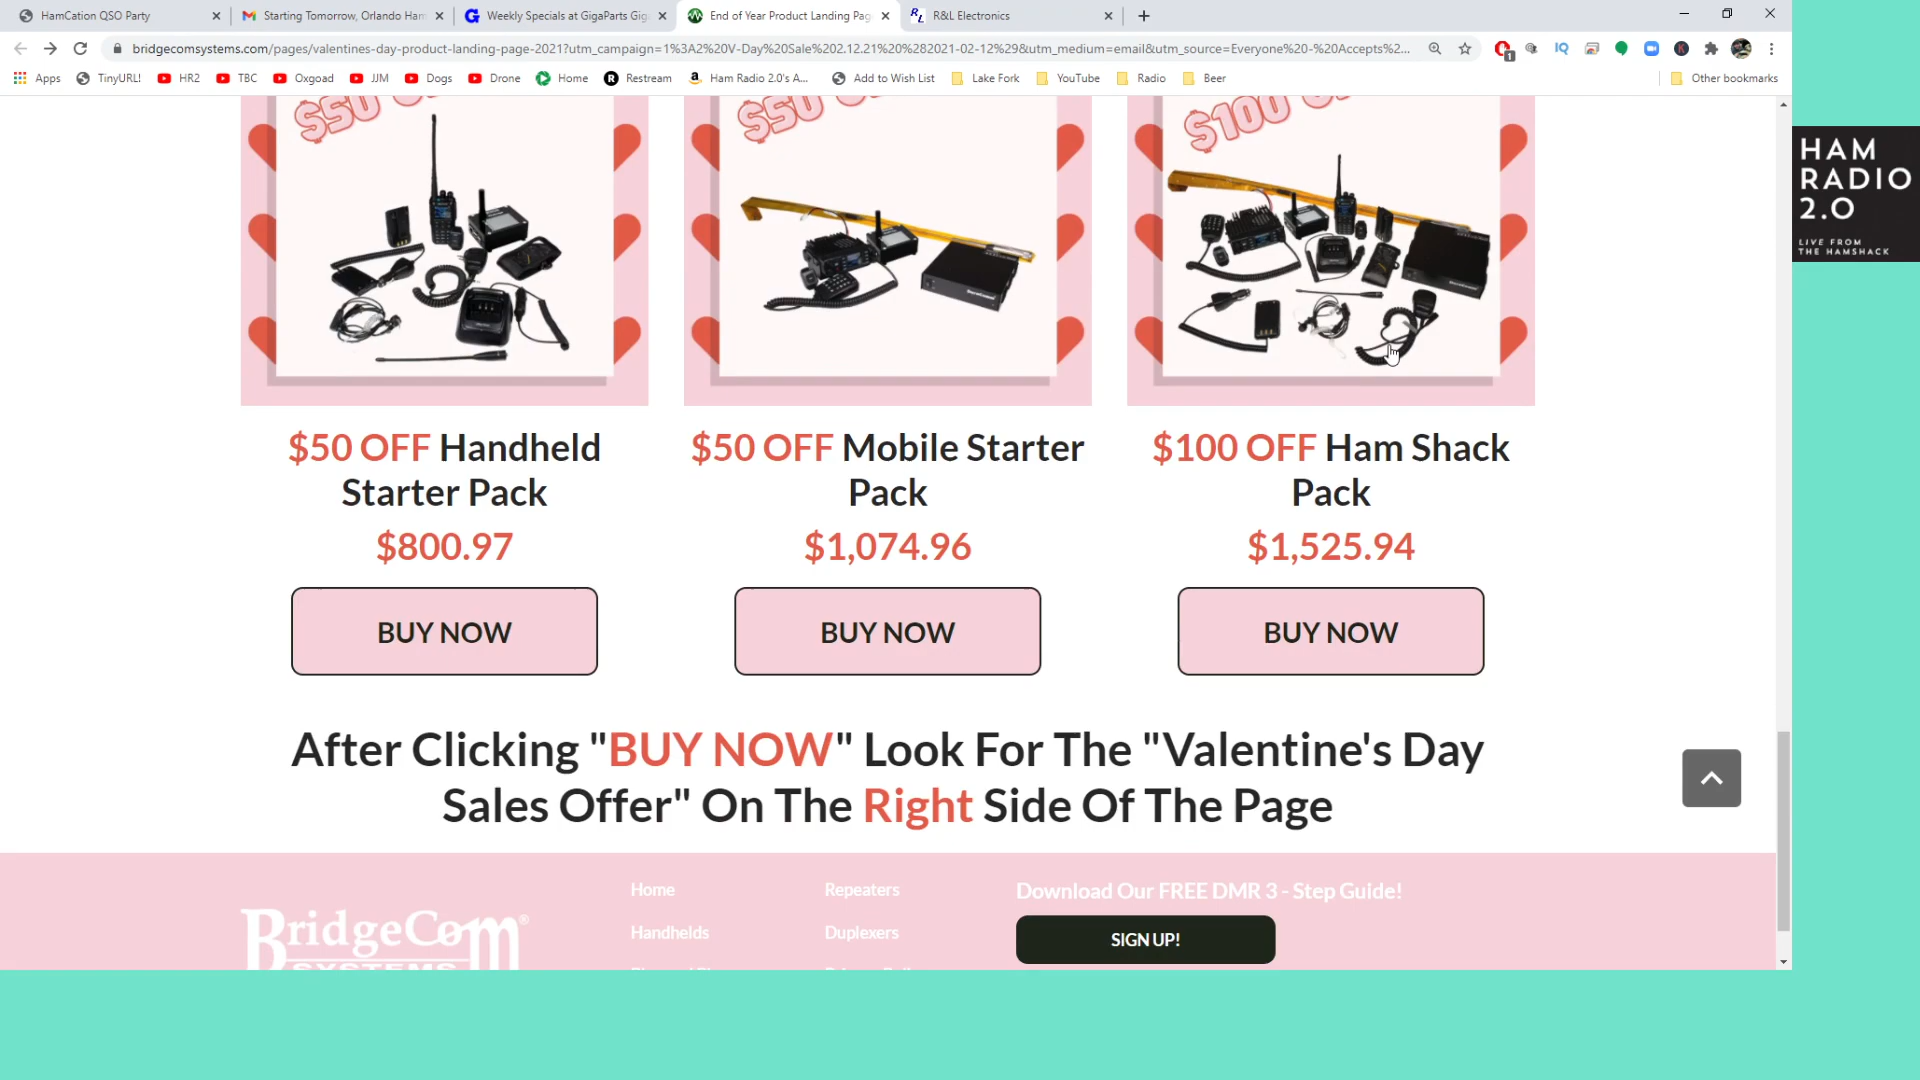 HamCation QSO Party
Starting Tomorrow, Orlando Ham
Weekly Specials at GigaParts Gig
End of Year Product Landing Pag
R&L Electronics
bridgecomsystems.com/pages/valentines-day-product-landing-page-2021?utm_campaign=1%3A2%20V-Day%20Sale%202.12.21%20%282021-02-12%29&utm_medium=email&utm_source=Everyone%20-%20Accepts%2...
Apps TinyURL! HR2 TBC Oxgoad JJM Dogs Drone Home Restream Ham Radio 2.0's A... Add to Wish List Lake Fork YouTube Radio Beer Other bookmarks
HAM
RADIO
2.0
LIVE FROM
THE HAMSHACK
$50
$50
$100
$50 OFF Handheld
Starter Pack
$800.97
BUY NOW
$50 OFF Mobile Starter
Pack
$1,074.96
BUY NOW
$100 OFF Ham Shack
Pack
$1,525.94
BUY NOW
After Clicking "BUY NOW" Look For The "Valentine's Day
Sales Offer" On The Right Side Of The Page
BridgeCom®
SYSTEMS
Home
Handhelds
Repeaters
Duplexers
Download Our FREE DMR 3 - Step Guide!
SIGN UP!